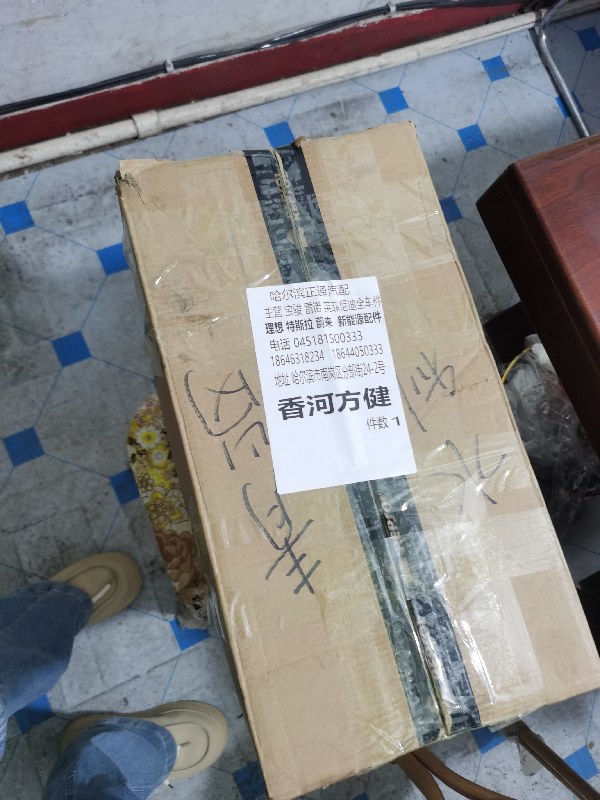 哈尔滨正通汽配
主营 宝骏 雷诺 英菲尼迪全车件
理想 特斯拉 蔚来 新能源配件
电话 045181500333
18646318234 18644050333
地址 哈尔滨市南岗区分部街24-2号
香河方健
件数 1